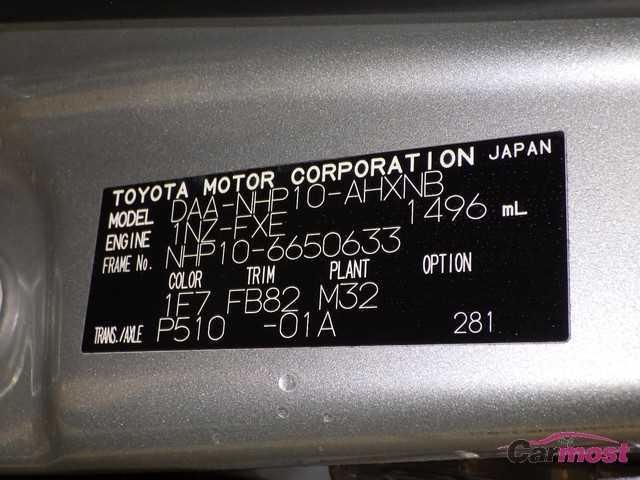 TOYOTA MOTOR CORPORATION JAPAN
MODEL DAA-NHP10-AHXNB
ENGINE 1NZ-FXE 1496 mL
FRAME No. NHP10-6650633
COLOR TRIM PLANT OPTION
1F7 FB82 M32
TRANS./AXLE P510 -01A 281
Carmost